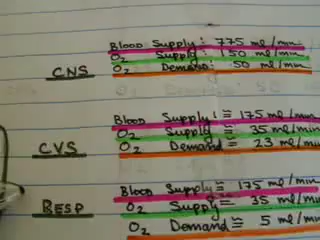 Blood Supply: 775 ml/min
O2 Supply: 150 ml/min
CNS O2 Demand: 50 ml/min
Blood Supply: ≅ 175 ml/min
O2 Supply ≅ 35 ml/min
CVS O2 Demand ≅ 23 ml/min
Blood Supply ≅ 175 ml/min
RESP O2 Supply ≅ 35 ml/min
O2 Demand ≅ 5 ml/min